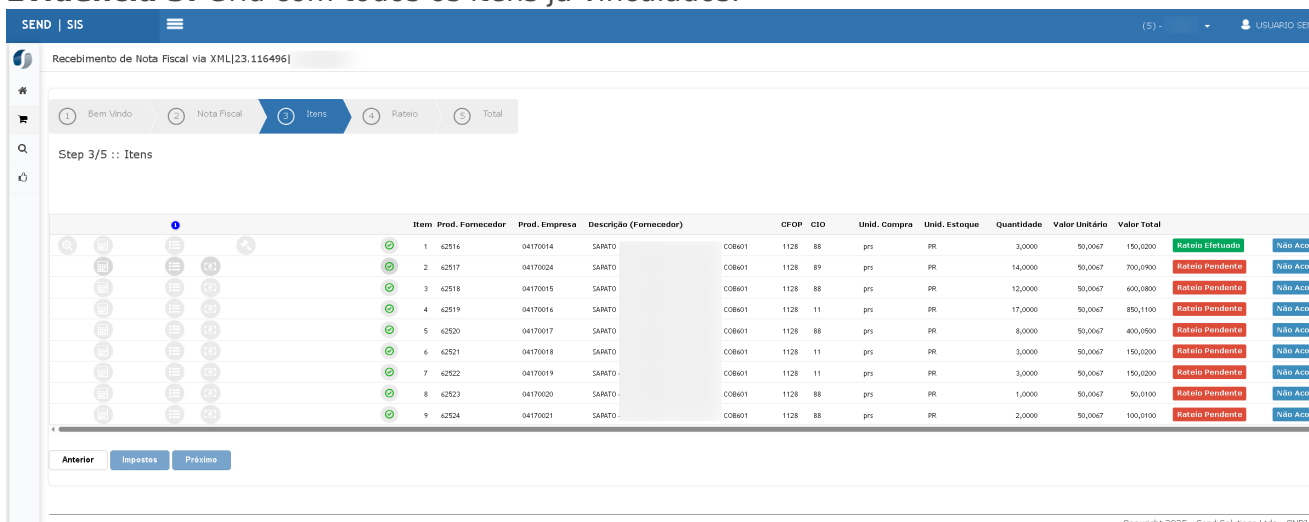 SEND | SIS (5) - USUARIO SE
Recebimento de Nota Fiscal via XML|23.116496|
1 Bem Vindo 2 Nota Fiscal 3 Itens 4 Rateio 5 Total
Step 3/5 :: Itens
Item Prod. Fornecedor Prod. Empresa Descrição (Fornecedor) CFOP CIO Unid. Compra Unid. Estoque Quantidade Valor Unitário Valor Total
1 62516 04170014 SAPATO COB601 1128 88 prs PR 3,0000 50,0067 150,0200 Rateio Efetuado Não Aco
2 62517 04170024 SAPATO COB601 1128 89 prs PR 14,0000 50,0067 700,0900 Rateio Pendente Não Aco
3 62518 04170015 SAPATO COB601 1128 88 prs PR 12,0000 50,0067 600,0800 Rateio Pendente Não Aco
4 62519 04170016 SAPATO COB601 1128 11 prs PR 17,0000 50,0067 850,1100 Rateio Pendente Não Aco
5 62520 04170017 SAPATO COB601 1128 88 prs PR 8,0000 50,0067 400,0500 Rateio Pendente Não Aco
6 62521 04170018 SAPATO COB601 1128 11 prs PR 3,0000 50,0067 150,0200 Rateio Pendente Não Aco
7 62522 04170019 SAPATO COB601 1128 11 prs PR 3,0000 50,0067 150,0200 Rateio Pendente Não Aco
8 62523 04170020 SAPATO COB601 1128 88 prs PR 1,0000 50,0067 50,0100 Rateio Pendente Não Aco
9 62524 04170021 SAPATO COB601 1128 88 prs PR 2,0000 50,0067 100,0100 Rateio Pendente Não Aco
Anterior Impostos Próximo